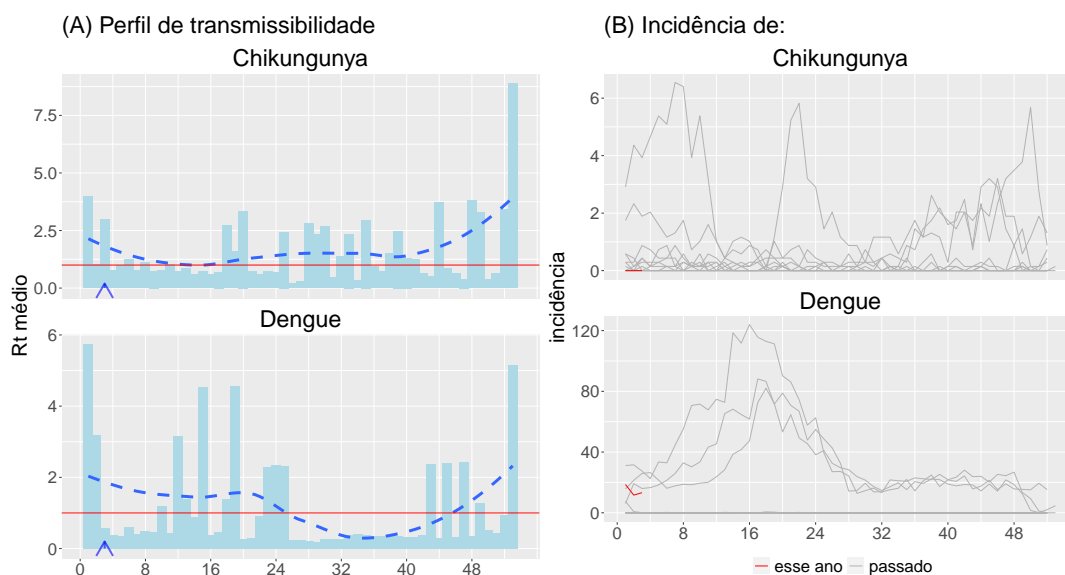 (A) Perfil de transmissibilidade
Chikungunya
7.5
5.0
2.5
0.0
Dengue
6
4
2
0
0 8 16 24 32 40 48
Rt médio
(B) Incidência de:
Chikungunya
6
4
2
0
Dengue
120
80
40
0
0 8 16 24 32 40 48
incidência
esse ano passado